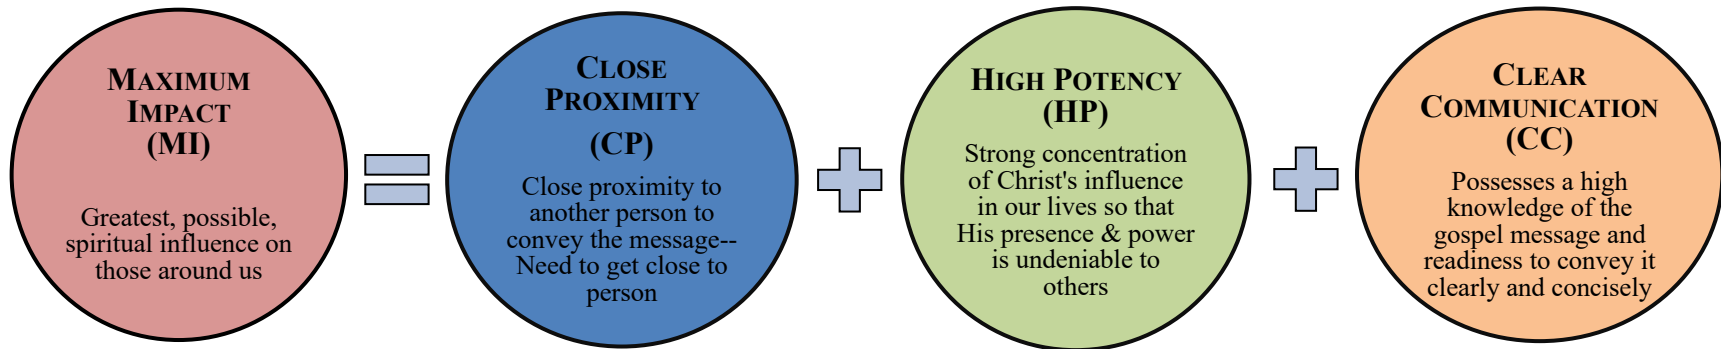 MAXIMUM
IMPACT
(MI)
Greatest, possible,
spiritual influence on
those around us
CLOSE
PROXIMITY
(CP)
Close proximity to
another person to
convey the message--
Need to get close to
person
HIGH POTENCY
(HP)
Strong concentration
of Christ's influence
in our lives so that
His presence & power
is undeniable to
others
CLEAR
COMMUNICATION
(CC)
Possesses a high
knowledge of the
gospel message and
readiness to convey it
clearly and concisely